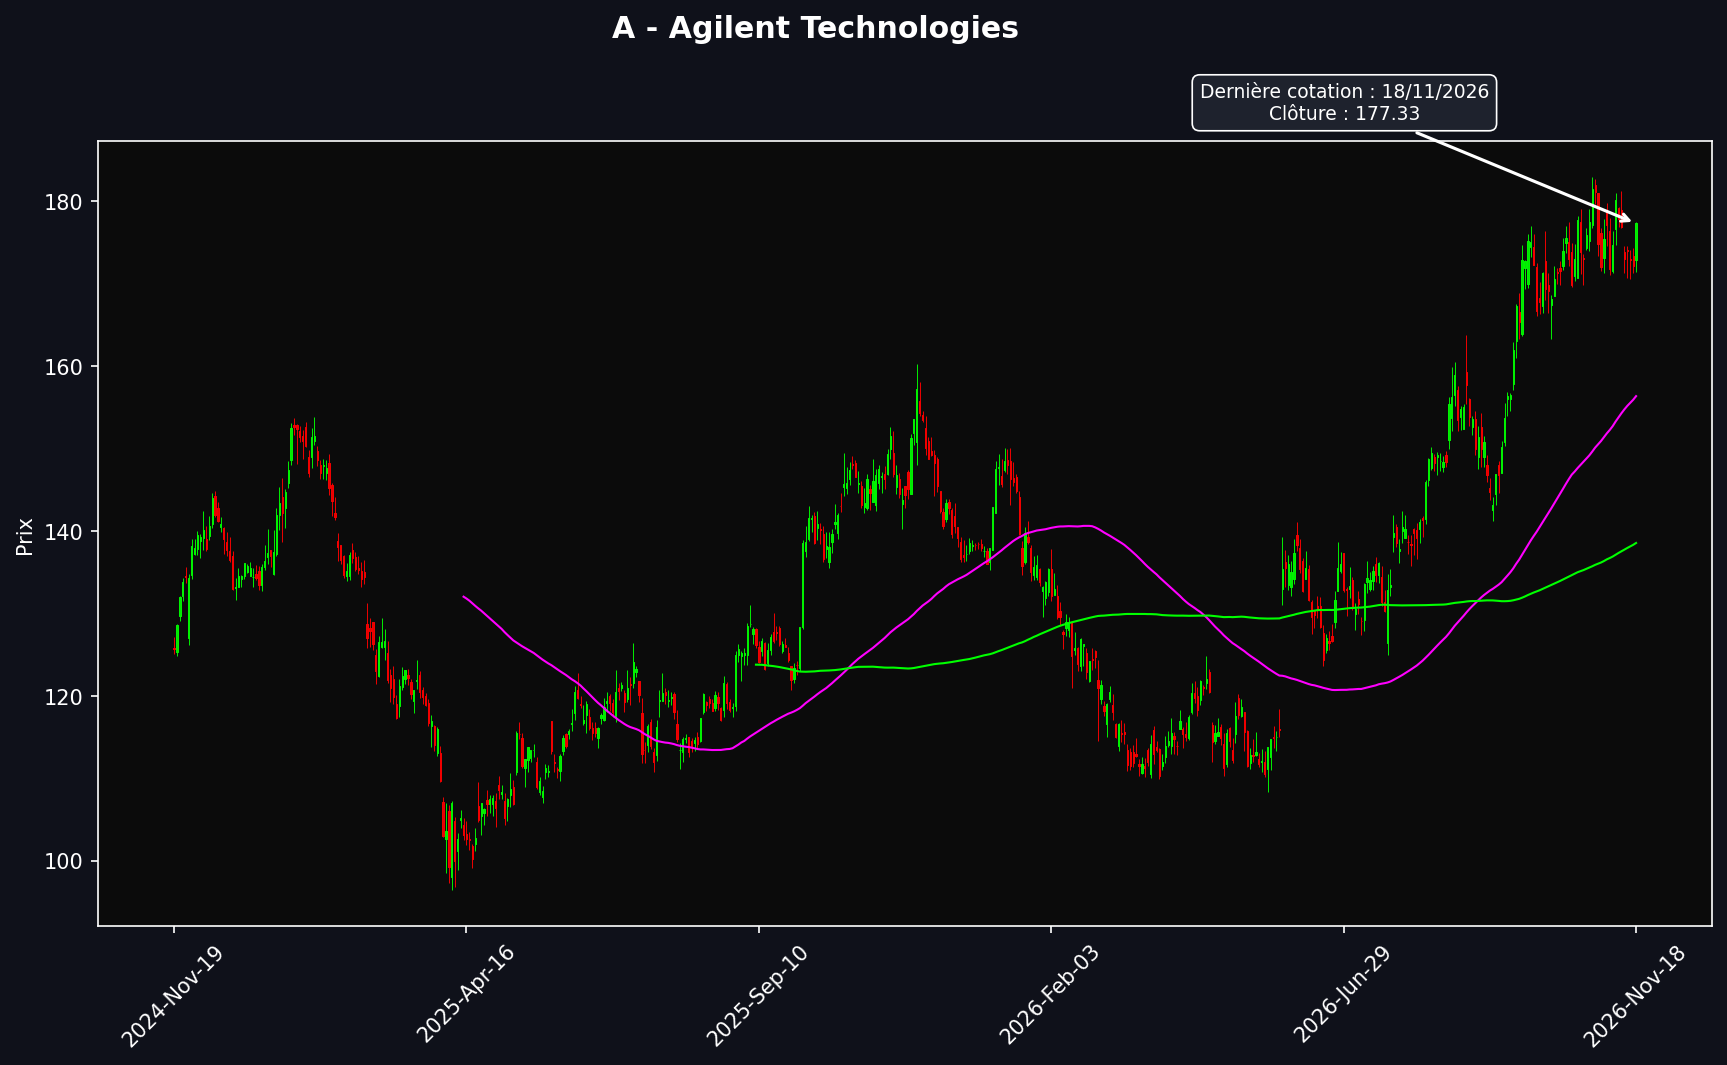 A - Agilent Technologies
Dernière cotation : 18/11/2026
Clôture : 177.33
Prix
180
160
140
120
100
2024-Nov-19
2025-Apr-16
2025-Sep-10
2026-Feb-03
2026-Jun-29
2026-Nov-18